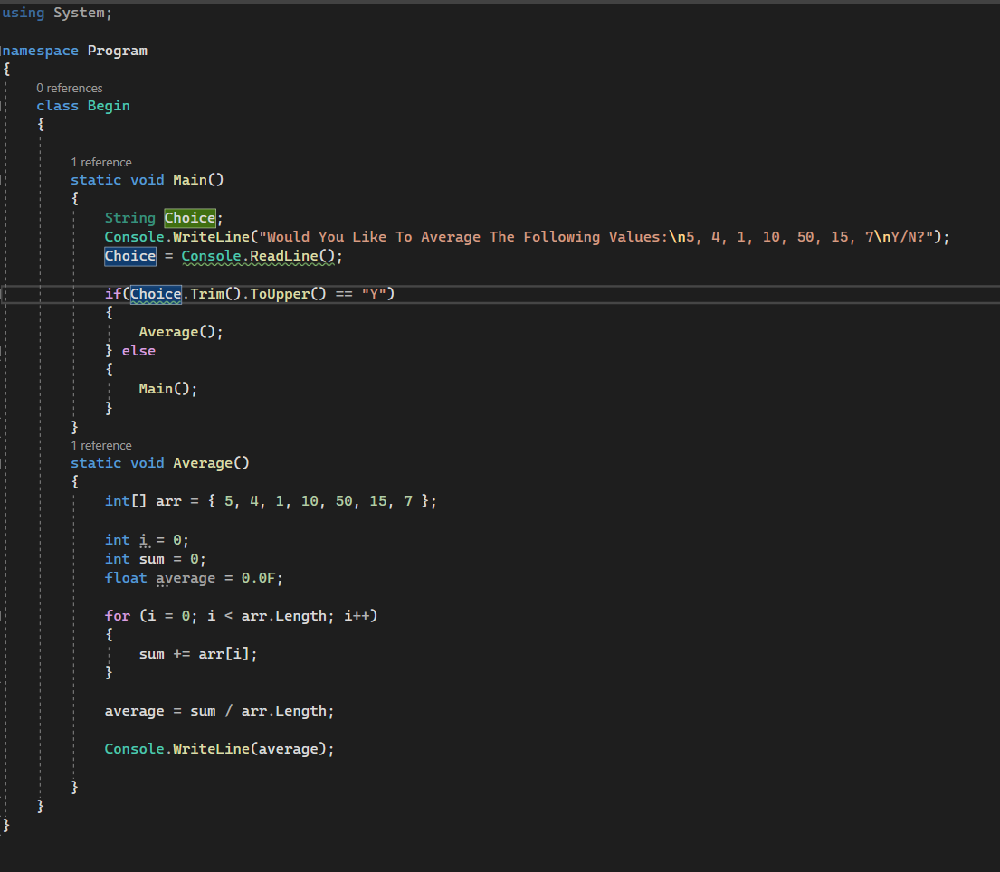 using System;
namespace Program
{
0 references
class Begin
{
1 reference
static void Main()
{
String Choice;
Console.WriteLine("Would You Like To Average The Following Values:\n5, 4, 1, 10, 50, 15, 7\nY/N?");
Choice = Console.ReadLine();
if(Choice.Trim().ToUpper() == "Y")
{
Average();
} else
{
Main();
}
}
1 reference
static void Average()
{
int[] arr = { 5, 4, 1, 10, 50, 15, 7 };
int i = 0;
int sum = 0;
float average = 0.0F;
for (i = 0; i < arr.Length; i++)
{
sum += arr[i];
}
average = sum / arr.Length;
Console.WriteLine(average);
}
}
}